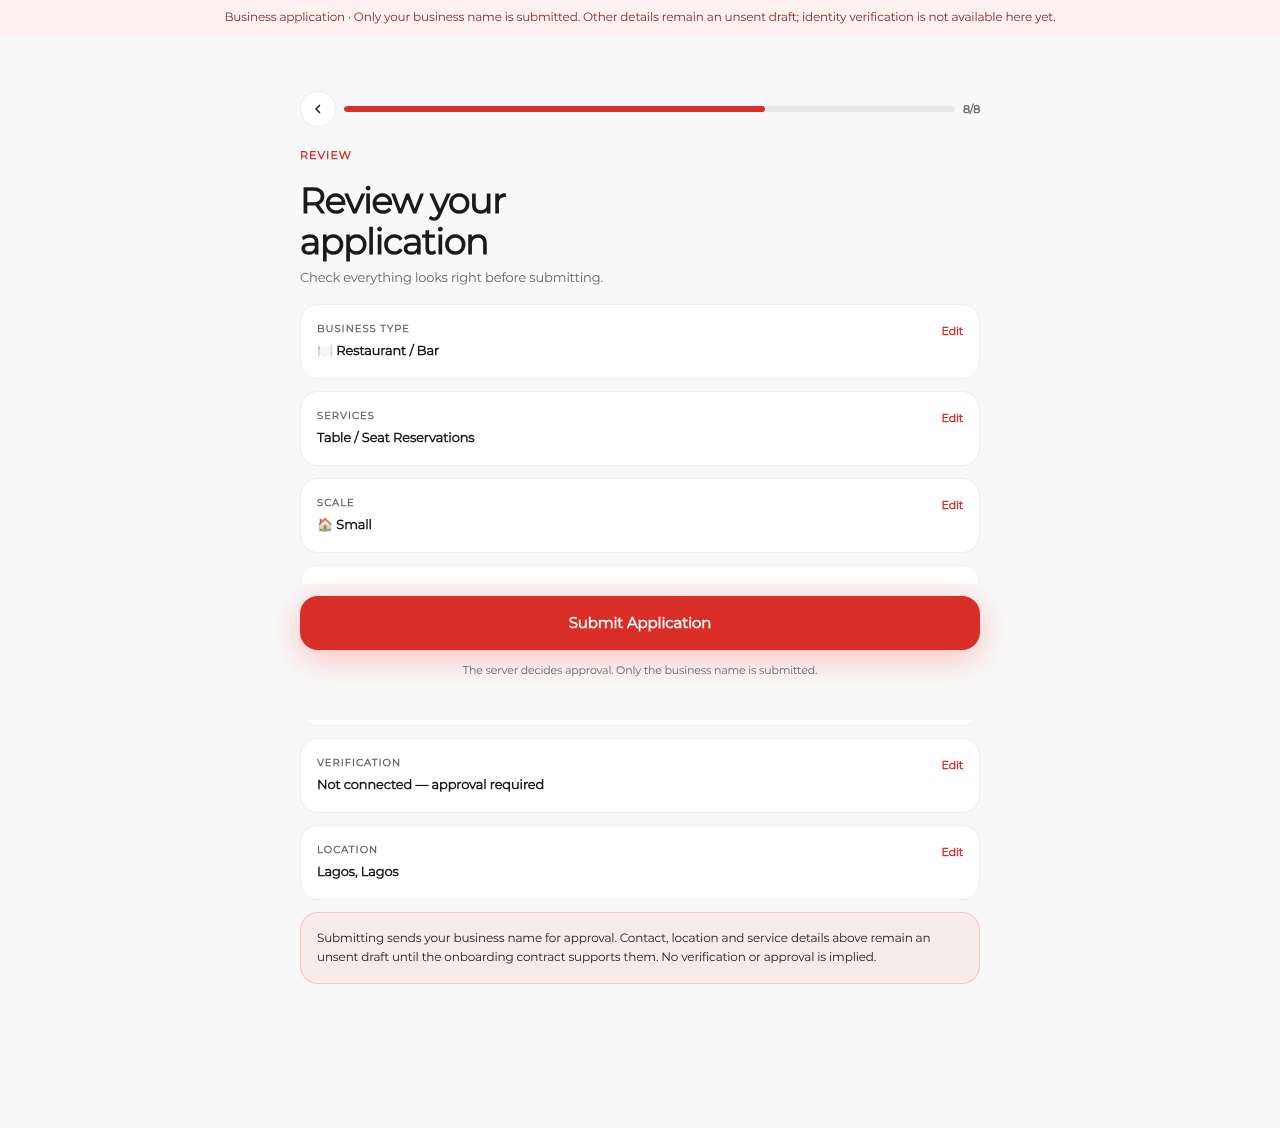 Business application · Only your business name is submitted. Other details remain an unsent draft; identity verification is not available here yet.
8/8
REVIEW
Review your
application
Check everything looks right before submitting.
BUSINESS TYPE
Edit
🍽️ Restaurant / Bar
SERVICES
Edit
Table / Seat Reservations
SCALE
Edit
🏠 Small
Submit Application
The server decides approval. Only the business name is submitted.
VERIFICATION
Edit
Not connected — approval required
LOCATION
Edit
Lagos, Lagos
Submitting sends your business name for approval. Contact, location and service details above remain an
unsent draft until the onboarding contract supports them. No verification or approval is implied.